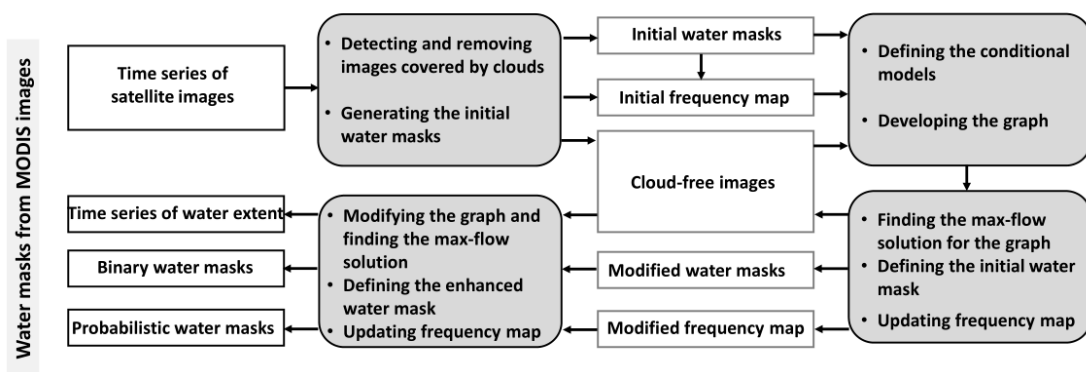 Water masks from MODIS images
Time series of
satellite images
• Detecting and removing
images covered by clouds
• Generating the initial
water masks
Initial water masks
Initial frequency map
Cloud-free images
• Defining the conditional
models
• Developing the graph
• Finding the max-flow
solution for the graph
• Defining the initial water
mask
• Updating frequency map
Modified water masks
Modified frequency map
• Modifying the graph and
finding the max-flow
solution
• Defining the enhanced
water mask
• Updating frequency map
Time series of water extent
Binary water masks
Probabilistic water masks